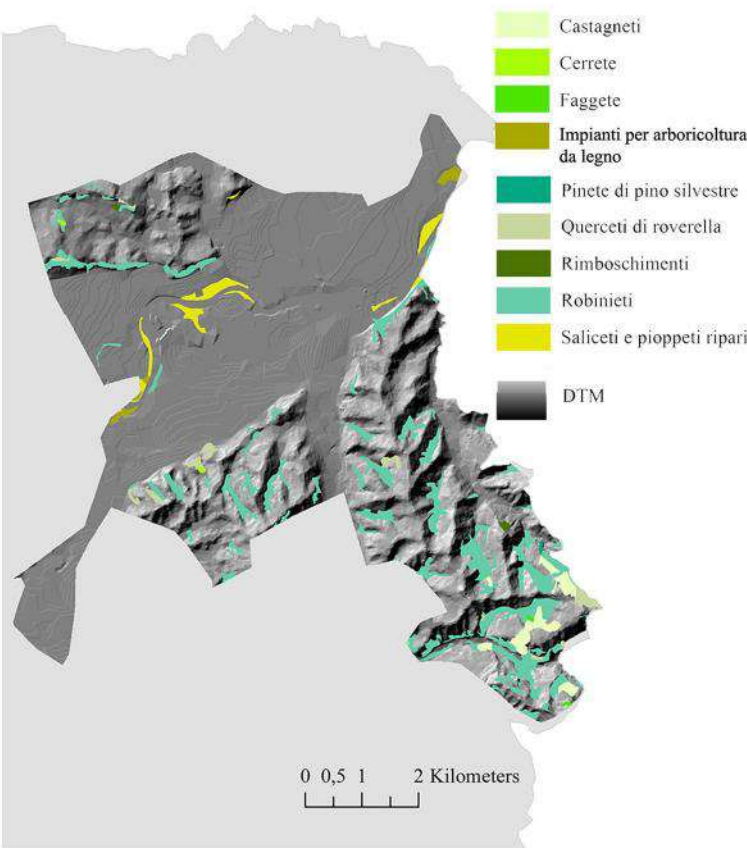 Castagneti
Cerrete
Faggete
Impianti per arboricoltura
da legno
Pinete di pino silvestre
Querceti di roverella
Rimboschimenti
Robinieti
Saliceti e pioppeti ripari
DTM
0 0,5 1 2 Kilometers